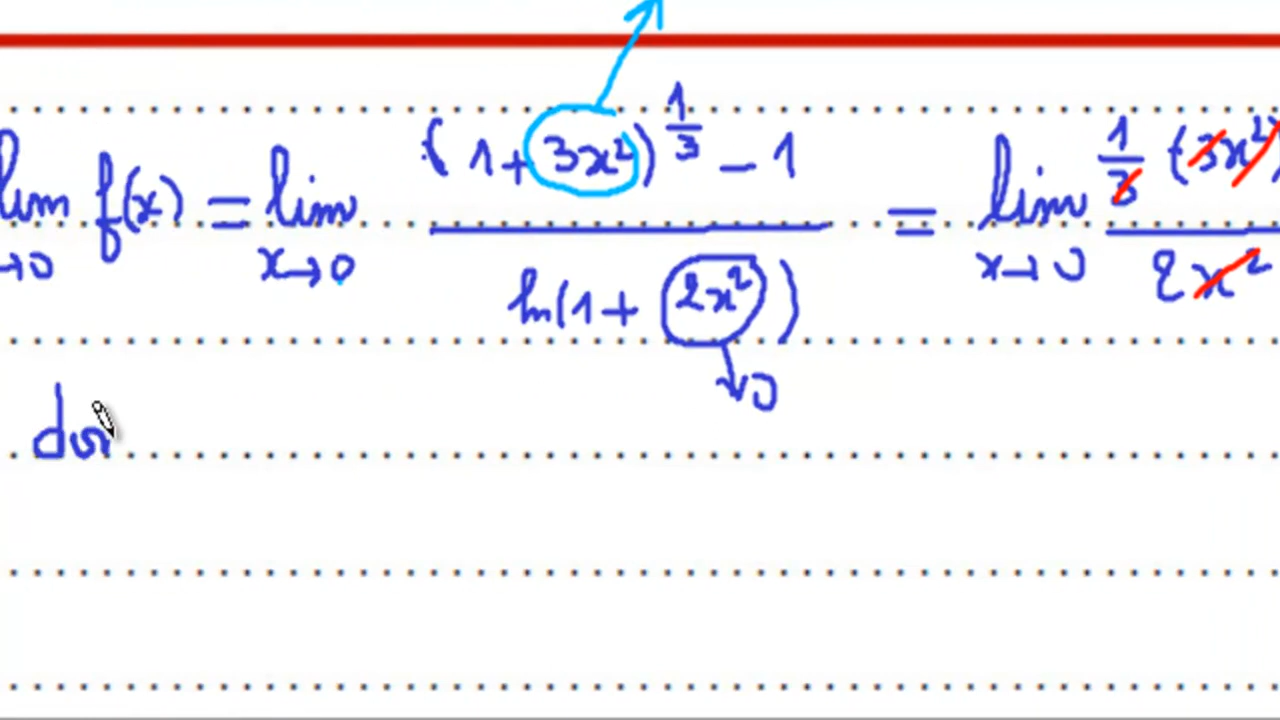 lim f(x) = lim (1 + 3x²)^(1/3) − 1 / ln(1 + 2x²) = lim 1/3 (3x²) / 2x²
→0 x→0 x→0
→0